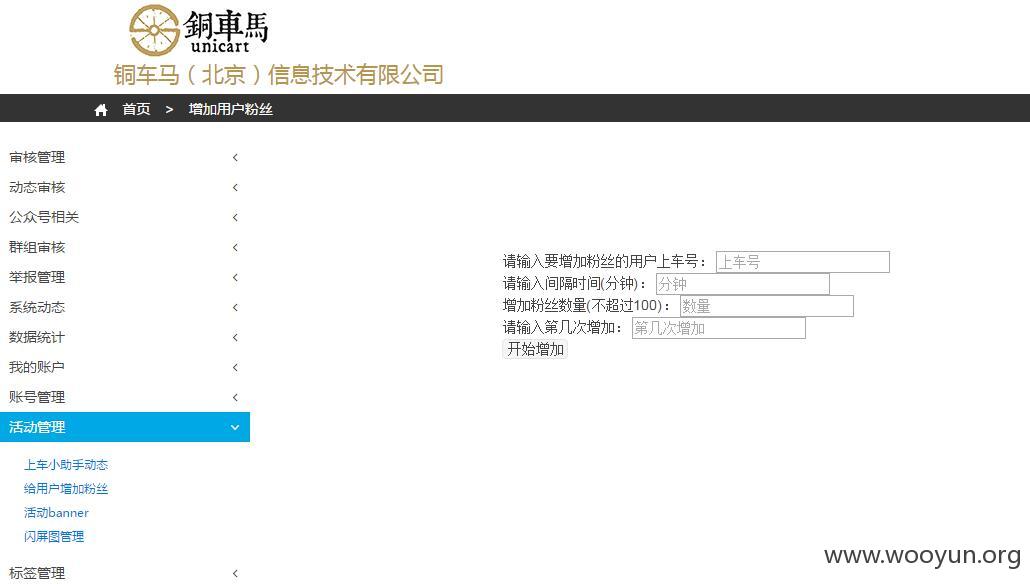 銅車馬
unicart
铜车马（北京）信息技术有限公司
首页 > 增加用户粉丝
审核管理
动态审核
公众号相关
群组审核
举报管理
系统动态
数据统计
我的账户
账号管理
活动管理
上车小助手动态
给用户增加粉丝
活动banner
闪屏图管理
标签管理
请输入要增加粉丝的用户上车号： 上车号
请输入间隔时间(分钟)： 分钟
增加粉丝数量(不超过100)： 数量
请输入第几次增加： 第几次增加
开始增加
www.wooyun.org